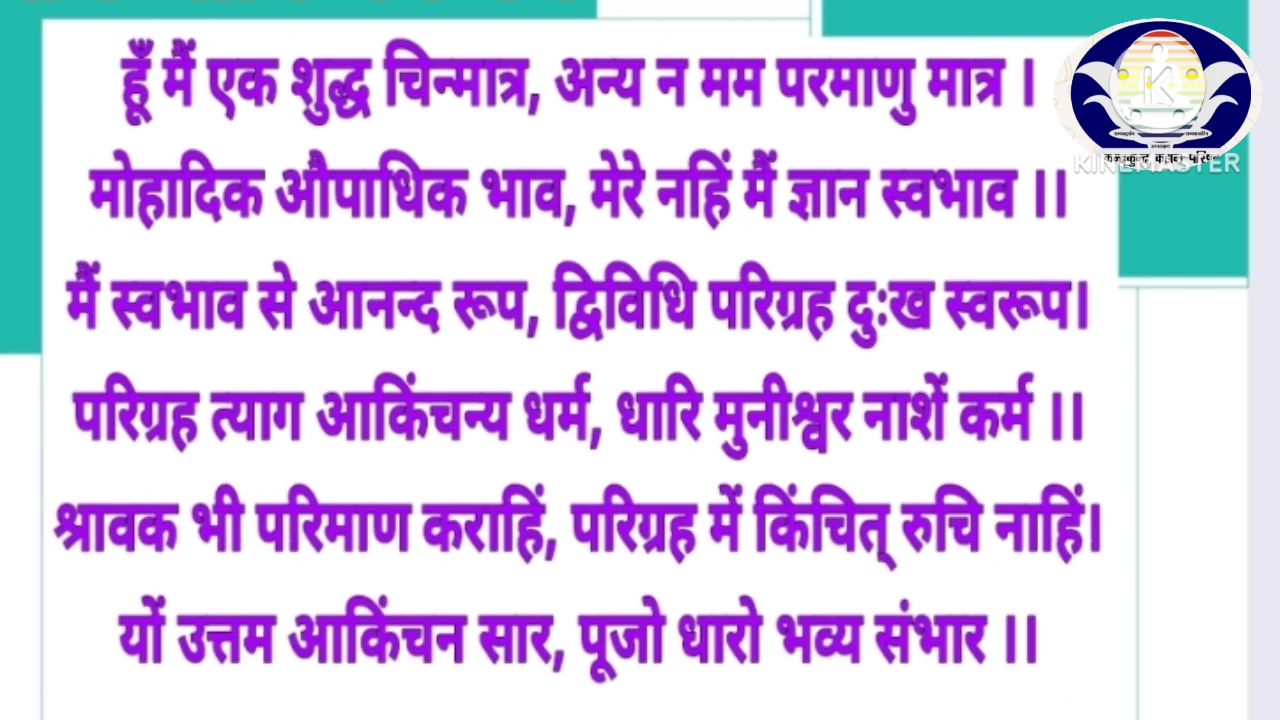 हूँ मैं एक शुद्ध चिन्मात्र, अन्य न मम परमाणु मात्र ।
मोहादिक औपाधिक भाव, मेरे नहिं मैं ज्ञान स्वभाव ।।
मैं स्वभाव से आनन्द रूप, द्विविधि परिग्रह दुःख स्वरूप।
परिग्रह त्याग आकिंचन्य धर्म, धारि मुनीश्वर नाशें कर्म ।।
श्रावक भी परिमाण कराहिं, परिग्रह में किंचित् रुचि नाहिं।
यों उत्तम आकिंचन सार, पूजो धारो भव्य संभार ।।
KINEMASTER